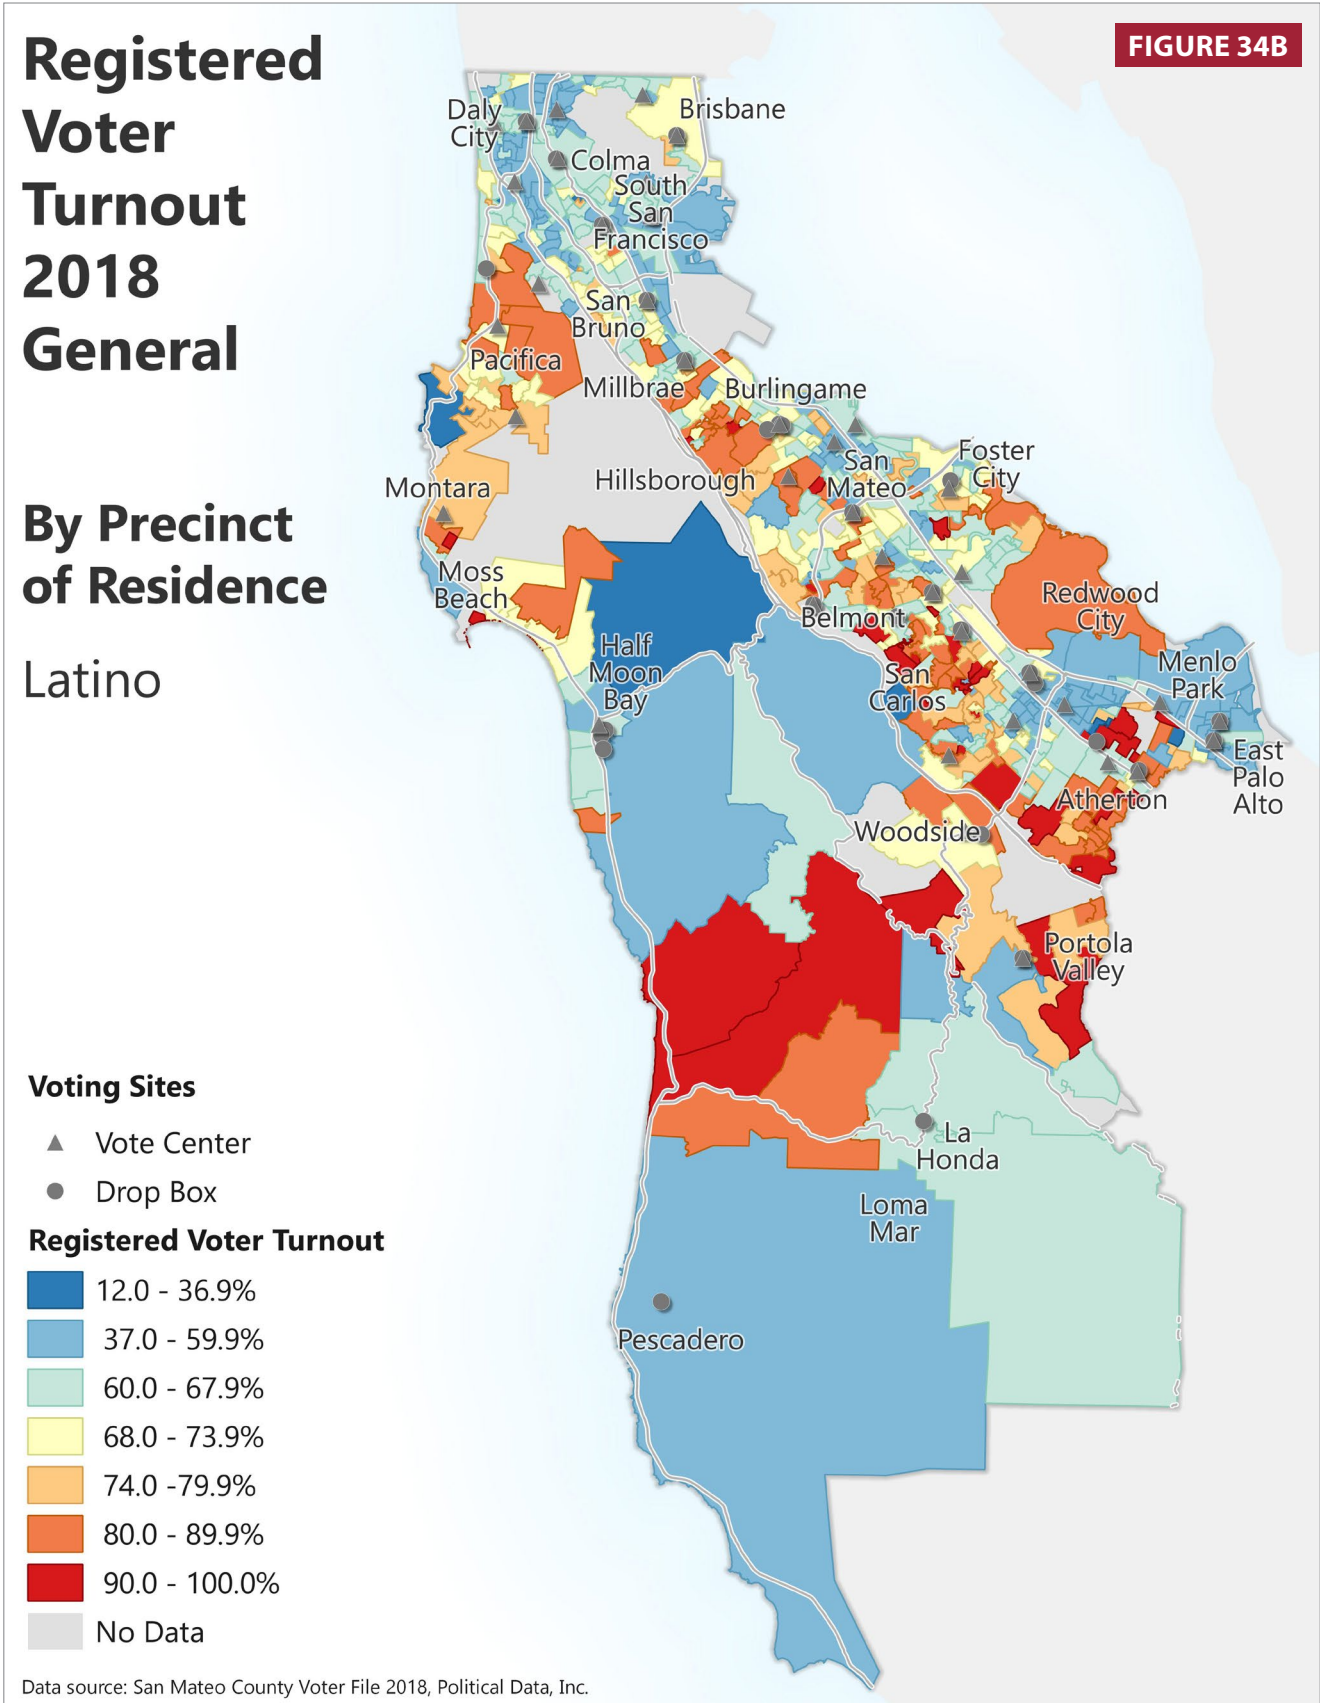 FIGURE 34B
Registered
Voter
Turnout
2018
General
By Precinct
of Residence
Latino
Daly
City
Brisbane
Colma
South
San
Francisco
San
Bruno
Pacifica
Millbrae
Burlingame
Hillsborough
San
Mateo
Foster
City
Montara
Moss
Beach
Belmont
Redwood
City
Half
Moon
Bay
San
Carlos
Menlo
Park
East
Palo
Alto
Atherton
Woodside
Portola
Valley
La
Honda
Loma
Mar
Pescadero
Voting Sites
Vote Center
Drop Box
Registered Voter Turnout
12.0 - 36.9%
37.0 - 59.9%
60.0 - 67.9%
68.0 - 73.9%
74.0 -79.9%
80.0 - 89.9%
90.0 - 100.0%
No Data
Data source: San Mateo County Voter File 2018, Political Data, Inc.